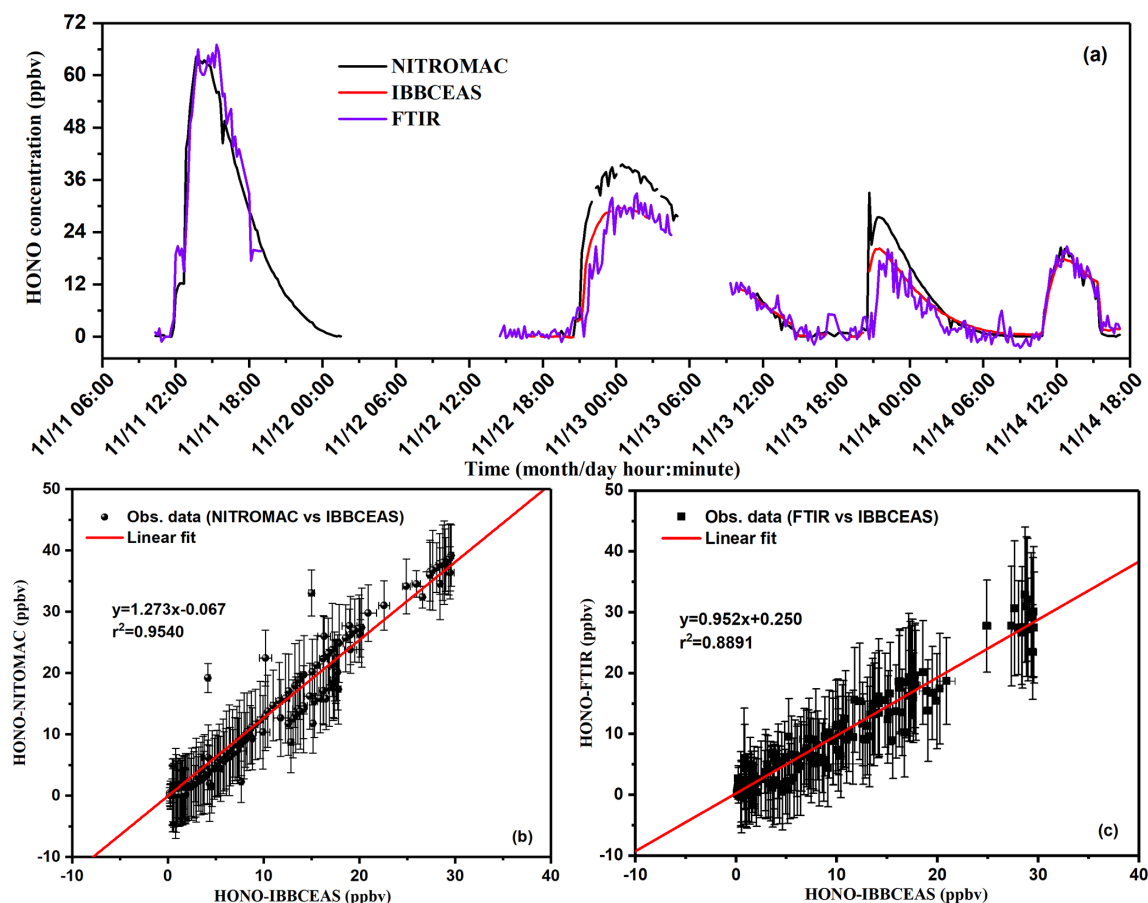 72
60
48
36
24
12
0
HONO concentration (ppbv)
NITROMAC
IBBCEAS
FTIR
(a)
11/11 06:00
11/11 12:00
11/11 18:00
11/12 00:00
11/12 06:00
11/12 12:00
11/12 18:00
11/13 00:00
11/13 06:00
11/13 12:00
11/13 18:00
11/14 00:00
11/14 06:00
11/14 12:00
11/14 18:00
Time (month/day hour:minute)
50
40
30
20
10
0
-10
HONO-NITOMAC (ppbv)
Obs. data (NITROMAC vs IBBCEAS)
Linear fit
y=1.273x-0.067
r²=0.9540
(b)
-10
0
10
20
30
40
HONO-IBBCEAS (ppbv)
50
40
30
20
10
0
-10
HONO-FTIR (ppbv)
Obs. data (FTIR vs IBBCEAS)
Linear fit
y=0.952x+0.250
r²=0.8891
(c)
-10
0
10
20
30
40
HONO-IBBCEAS (ppbv)